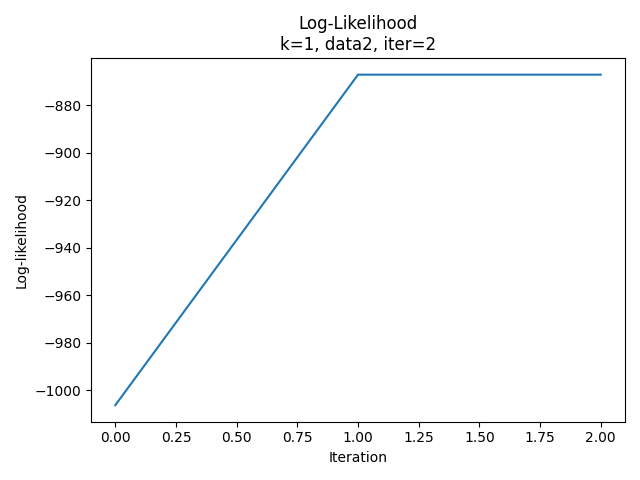 Log-Likelihood
k=1, data2, iter=2
−880
−900
−920
−940
−960
−980
−1000
Log-likelihood
0.00 0.25 0.50 0.75 1.00 1.25 1.50 1.75 2.00
Iteration